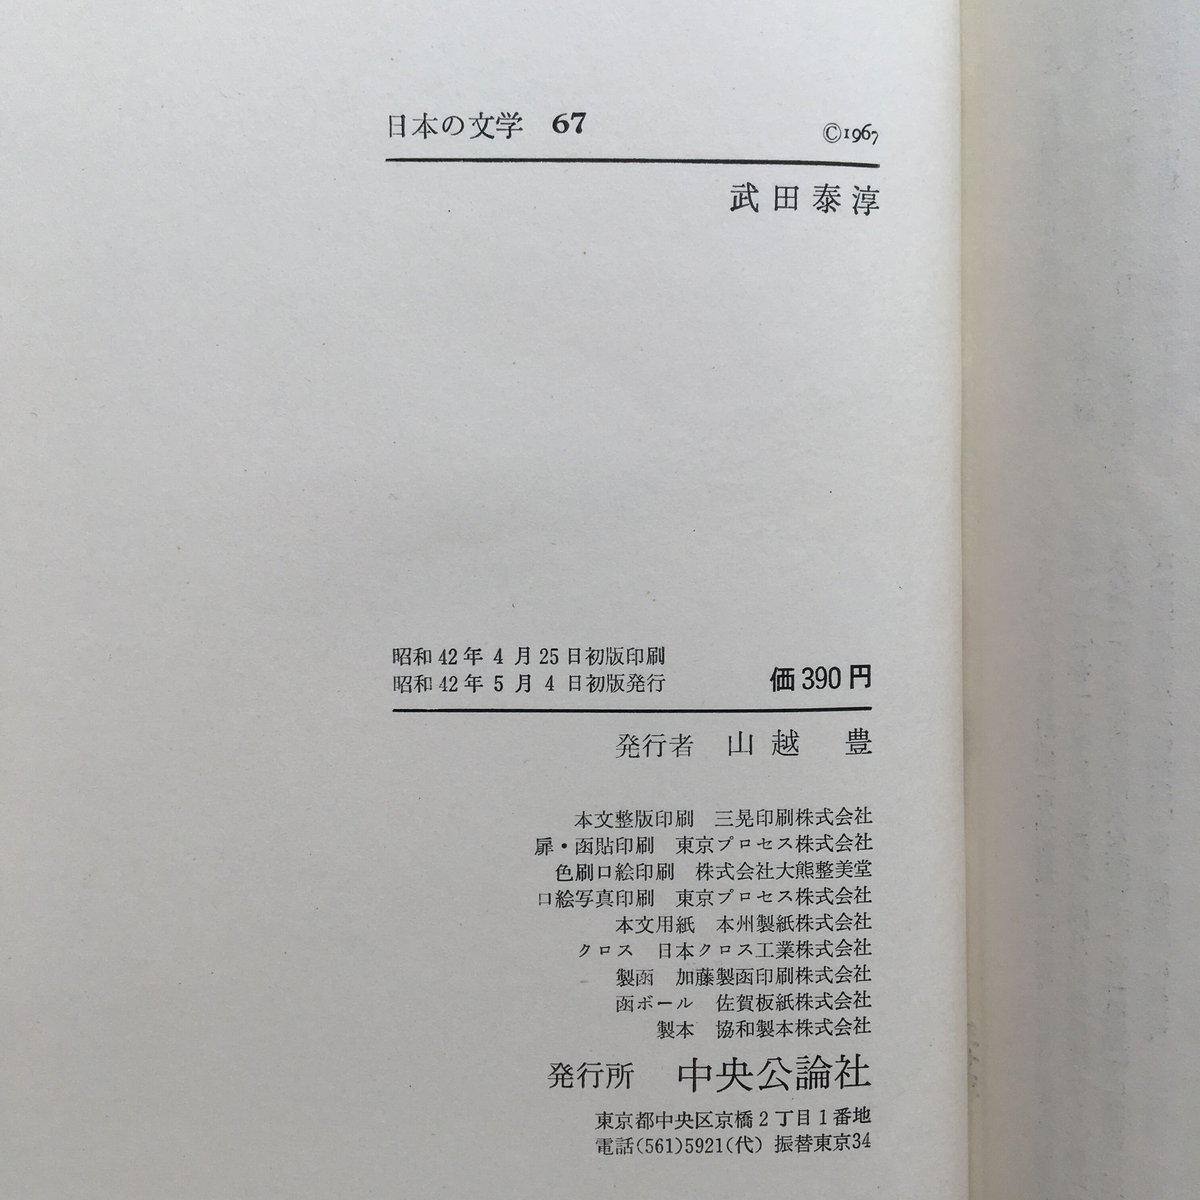 日本の文学 67 ©1967
武田泰淳
昭和42年4月25日初版印刷
昭和42年5月4日初版発行
価390円
発行者 山越 豊
本文整版印刷 三晃印刷株式会社
扉・函貼印刷 東京プロセス株式会社
色刷口絵印刷 株式会社大熊整美堂
口絵写真印刷 東京プロセス株式会社
本文用紙 本州製紙株式会社
クロス 日本クロス工業株式会社
製函 加藤製函印刷株式会社
函ボール 佐賀板紙株式会社
製本 協和製本株式会社
発行所 中央公論社
東京都中央区京橋2丁目1番地
電話(561)5921(代) 振替東京34